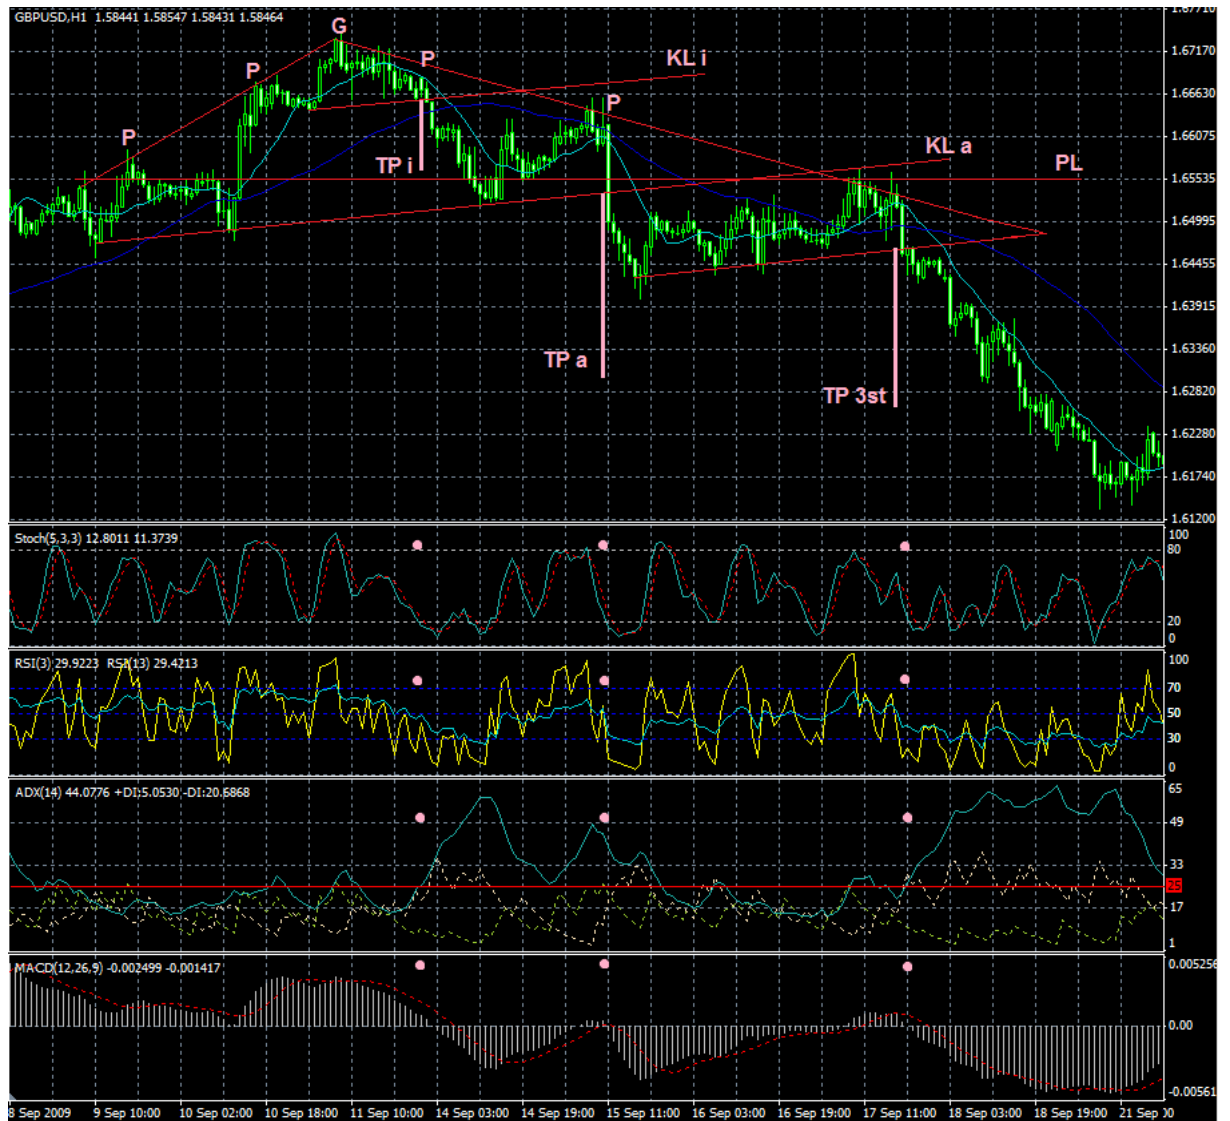 GBPUSD,H1 1.58441 1.58547 1.58431 1.58464
1.67710
G
1.67170
P
KL i
P
1.66630
P
P
1.66075
KL a
TP i
PL
1.65535
1.64995
1.64455
1.63915
TP a
1.63360
TP 3st
1.62820
1.62280
1.61740
1.61200
Stoch(5,3,3) 12.8011 11.3739
100
80
20
0
RSI(3) 29.9223 RSI(13) 29.4213
100
70
50
30
0
ADX(14) 44.0776 +DI:5.0530 -DI:20.6868
65
49
33
25
17
1
MACD(12,26,9) -0.002499 -0.001417
0.005256
0.00
-0.00561
8 Sep 2009 9 Sep 10:00 10 Sep 02:00 10 Sep 18:00 11 Sep 10:00 14 Sep 03:00 14 Sep 19:00 15 Sep 11:00 16 Sep 03:00 16 Sep 19:00 17 Sep 11:00 18 Sep 03:00 18 Sep 19:00 21 Sep